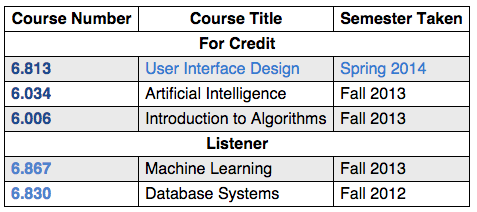 Course Number Course Title Semester Taken
For Credit
6.813 User Interface Design Spring 2014
6.034 Artificial Intelligence Fall 2013
6.006 Introduction to Algorithms Fall 2013
Listener
6.867 Machine Learning Fall 2013
6.830 Database Systems Fall 2012